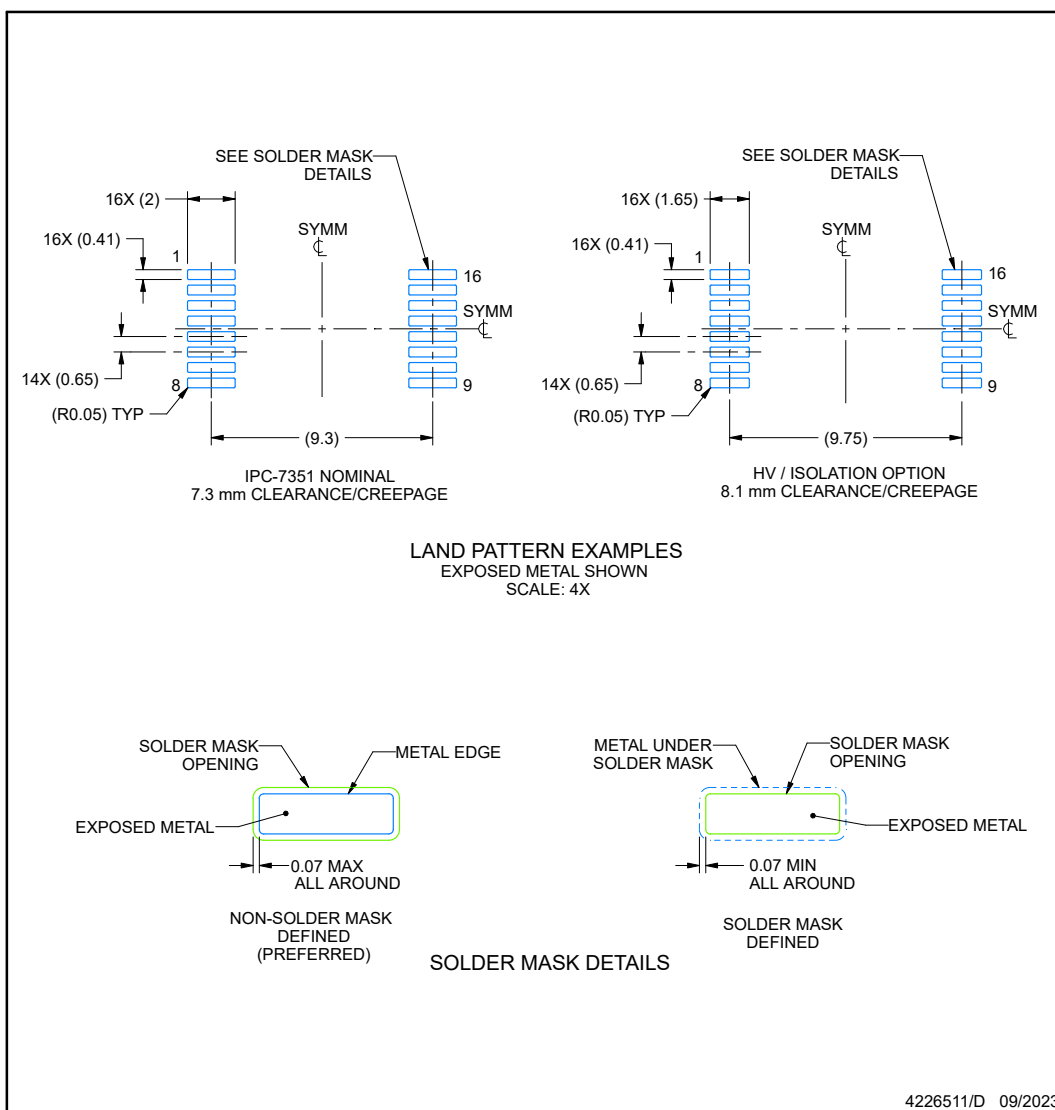 SEE SOLDER MASK
DETAILS
16X (2)
SYMM
℄
16X (0.41)
1
16
SYMM
℄
14X (0.65)
8
9
(R0.05) TYP
(9.3)
IPC-7351 NOMINAL
7.3 mm CLEARANCE/CREEPAGE
SEE SOLDER MASK
DETAILS
16X (1.65)
SYMM
℄
16X (0.41)
1
16
SYMM
℄
14X (0.65)
8
9
(R0.05) TYP
(9.75)
HV / ISOLATION OPTION
8.1 mm CLEARANCE/CREEPAGE
LAND PATTERN EXAMPLES
EXPOSED METAL SHOWN
SCALE: 4X
SOLDER MASK
OPENING
METAL EDGE
EXPOSED METAL
0.07 MAX
ALL AROUND
NON-SOLDER MASK
DEFINED
(PREFERRED)
METAL UNDER
SOLDER MASK
SOLDER MASK
OPENING
EXPOSED METAL
0.07 MIN
ALL AROUND
SOLDER MASK
DEFINED
SOLDER MASK DETAILS
4226511/D 09/2023